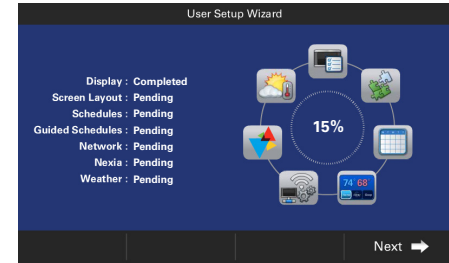 User Setup Wizard
Display : Completed
Screen Layout : Pending
Schedules : Pending
Guided Schedules : Pending
Network : Pending
Nexia : Pending
Weather : Pending
15%
74° 68°
Next